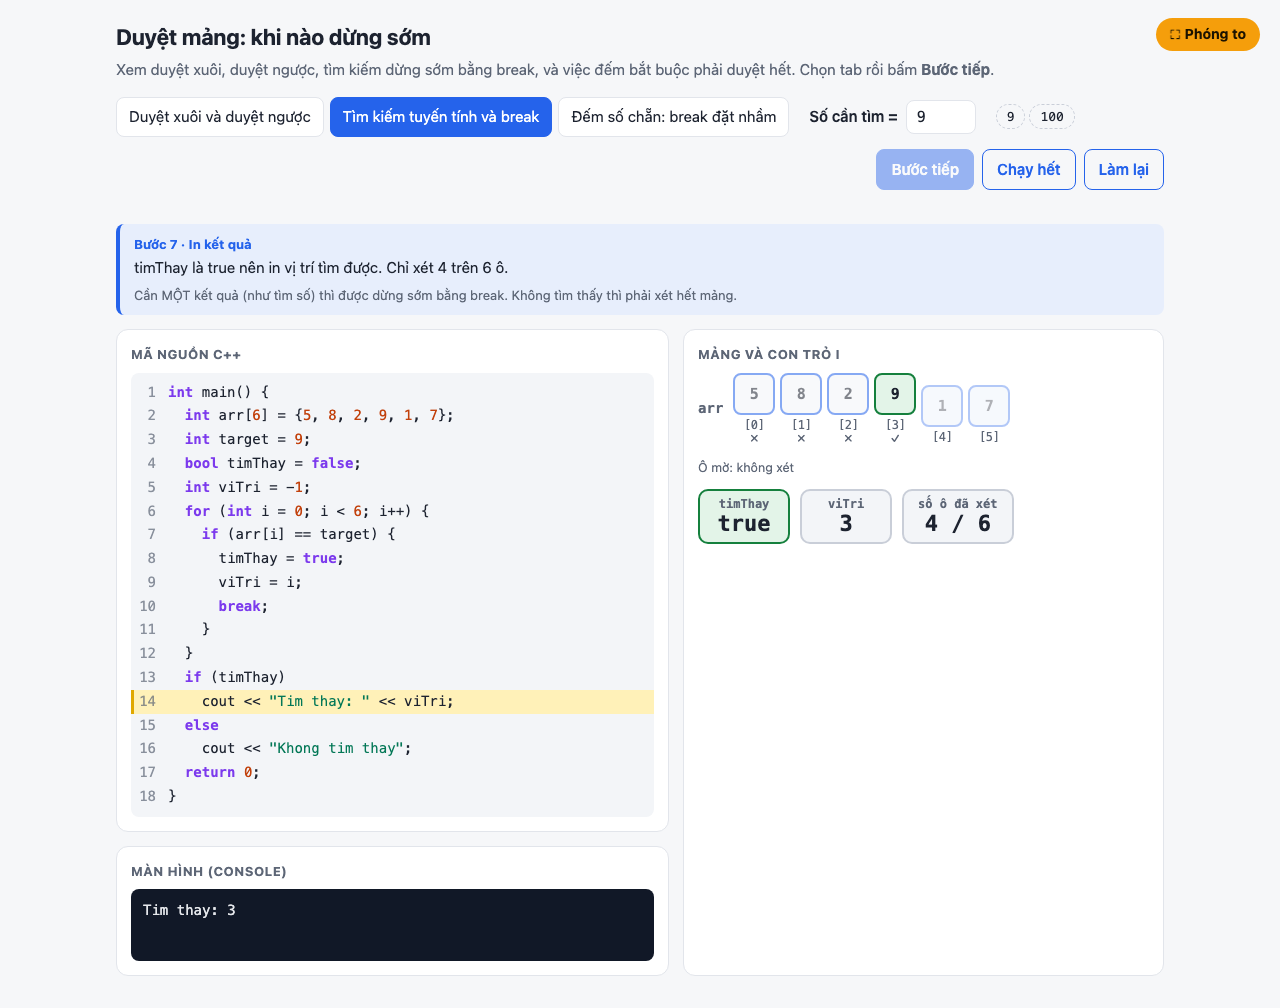 Duyệt mảng: khi nào dừng sớm
Phóng to
Xem duyệt xuôi, duyệt ngược, tìm kiếm dừng sớm bằng break, và việc đếm bắt buộc phải duyệt hết. Chọn tab rồi bấm Bước tiếp.
Duyệt xuôi và duyệt ngược
Tìm kiếm tuyến tính và break
Đếm số chẵn: break đặt nhầm
Số cần tìm = 9
9
100
Bước tiếp
Chạy hết
Làm lại
Bước 7 · In kết quả
timThay là true nên in vị trí tìm được. Chỉ xét 4 trên 6 ô.
Cần MỘT kết quả (như tìm số) thì được dừng sớm bằng break. Không tìm thấy thì phải xét hết mảng.
MÃ NGUỒN C++
1 int main() {
2 int arr[6] = {5, 8, 2, 9, 1, 7};
3 int target = 9;
4 bool timThay = false;
5 int viTri = −1;
6 for (int i = 0; i < 6; i++) {
7 if (arr[i] == target) {
8 timThay = true;
9 viTri = i;
10 break;
11 }
12 }
13 if (timThay)
14 cout << "Tim thay: " << viTri;
15 else
16 cout << "Khong tim thay";
17 return 0;
18 }
MÀN HÌNH (CONSOLE)
Tim thay: 3
MẢNG VÀ CON TRỎ I
arr 5 8 2 9 1 7
[0] [1] [2] [3] [4] [5]
× × × ✓
Ô mờ: không xét
timThay
true
viTri
3
số ô đã xét
4 / 6